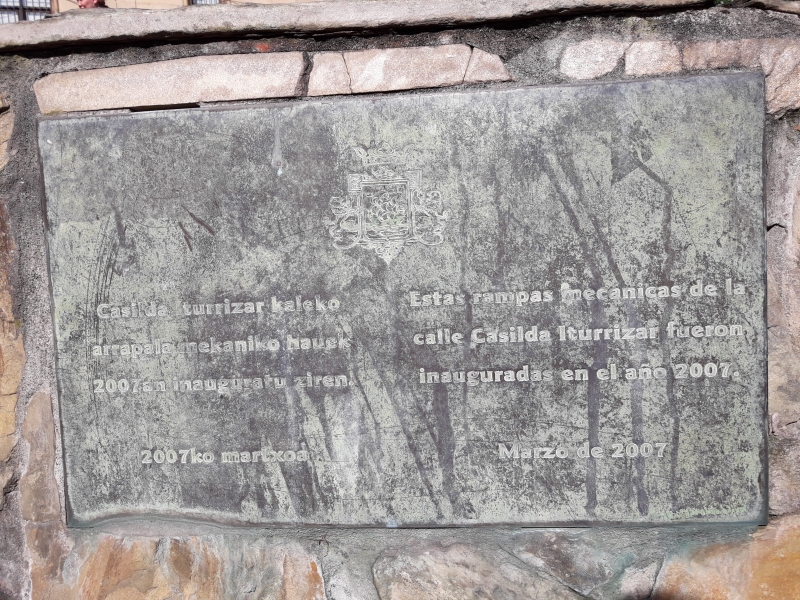 Casilda Iturrizar kaleko
arrapala mekaniko hauek
2007an inauguratu ziren.
2007ko martxoa
Estas rampas mecánicas de la
calle Casilda Iturrizar fueron
inauguradas en el año 2007.
Marzo de 2007